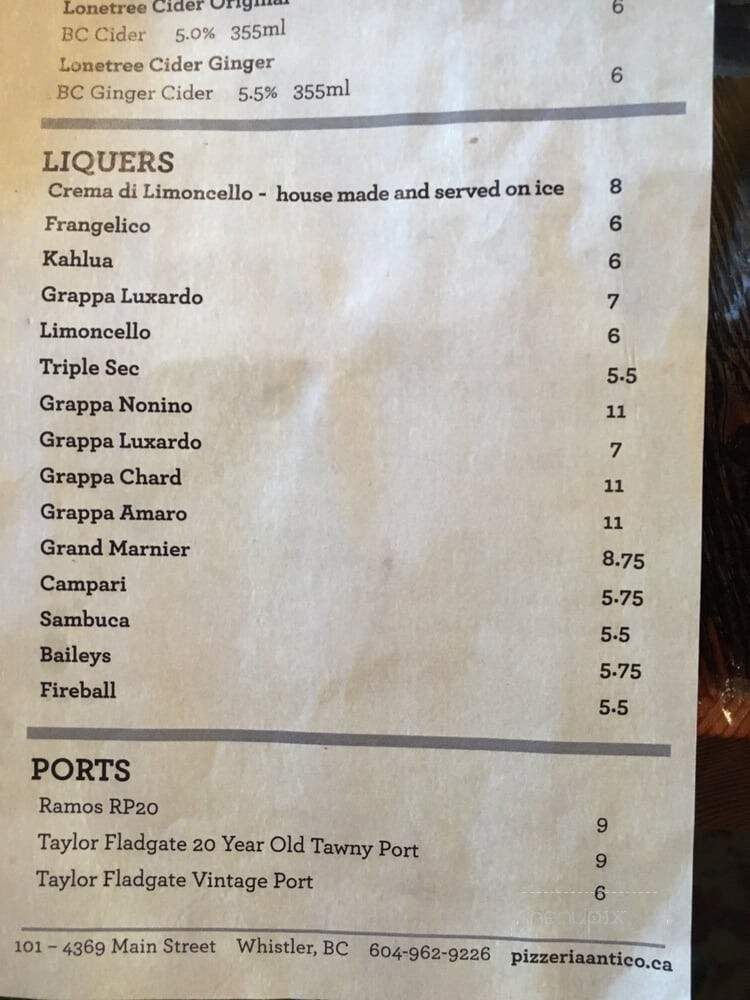 Lonetree Cider Original 6
BC Cider 5.0% 355ml
Lonetree Cider Ginger
BC Ginger Cider 5.5% 355ml 6
LIQUERS
Crema di Limoncello - house made and served on ice 8
Frangelico 6
Kahlua 6
Grappa Luxardo 7
Limoncello 6
Triple Sec 5.5
Grappa Nonino 11
Grappa Luxardo 7
Grappa Chard 11
Grappa Amaro 11
Grand Marnier 8.75
Campari 5.75
Sambuca 5.5
Baileys 5.75
Fireball 5.5
PORTS
Ramos RP20 9
Taylor Fladgate 20 Year Old Tawny Port 9
Taylor Fladgate Vintage Port 6
menupix
101 – 4369 Main Street Whistler, BC 604-962-9226 pizzeriaantico.ca